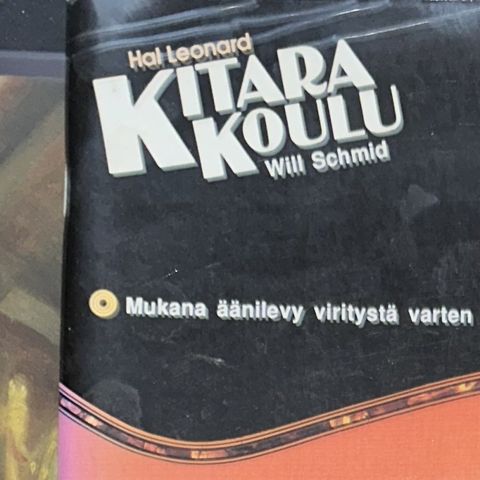 Hal Leonard
KITARA
KOULU
Will Schmid
Mukana äänilevy viritystä varten